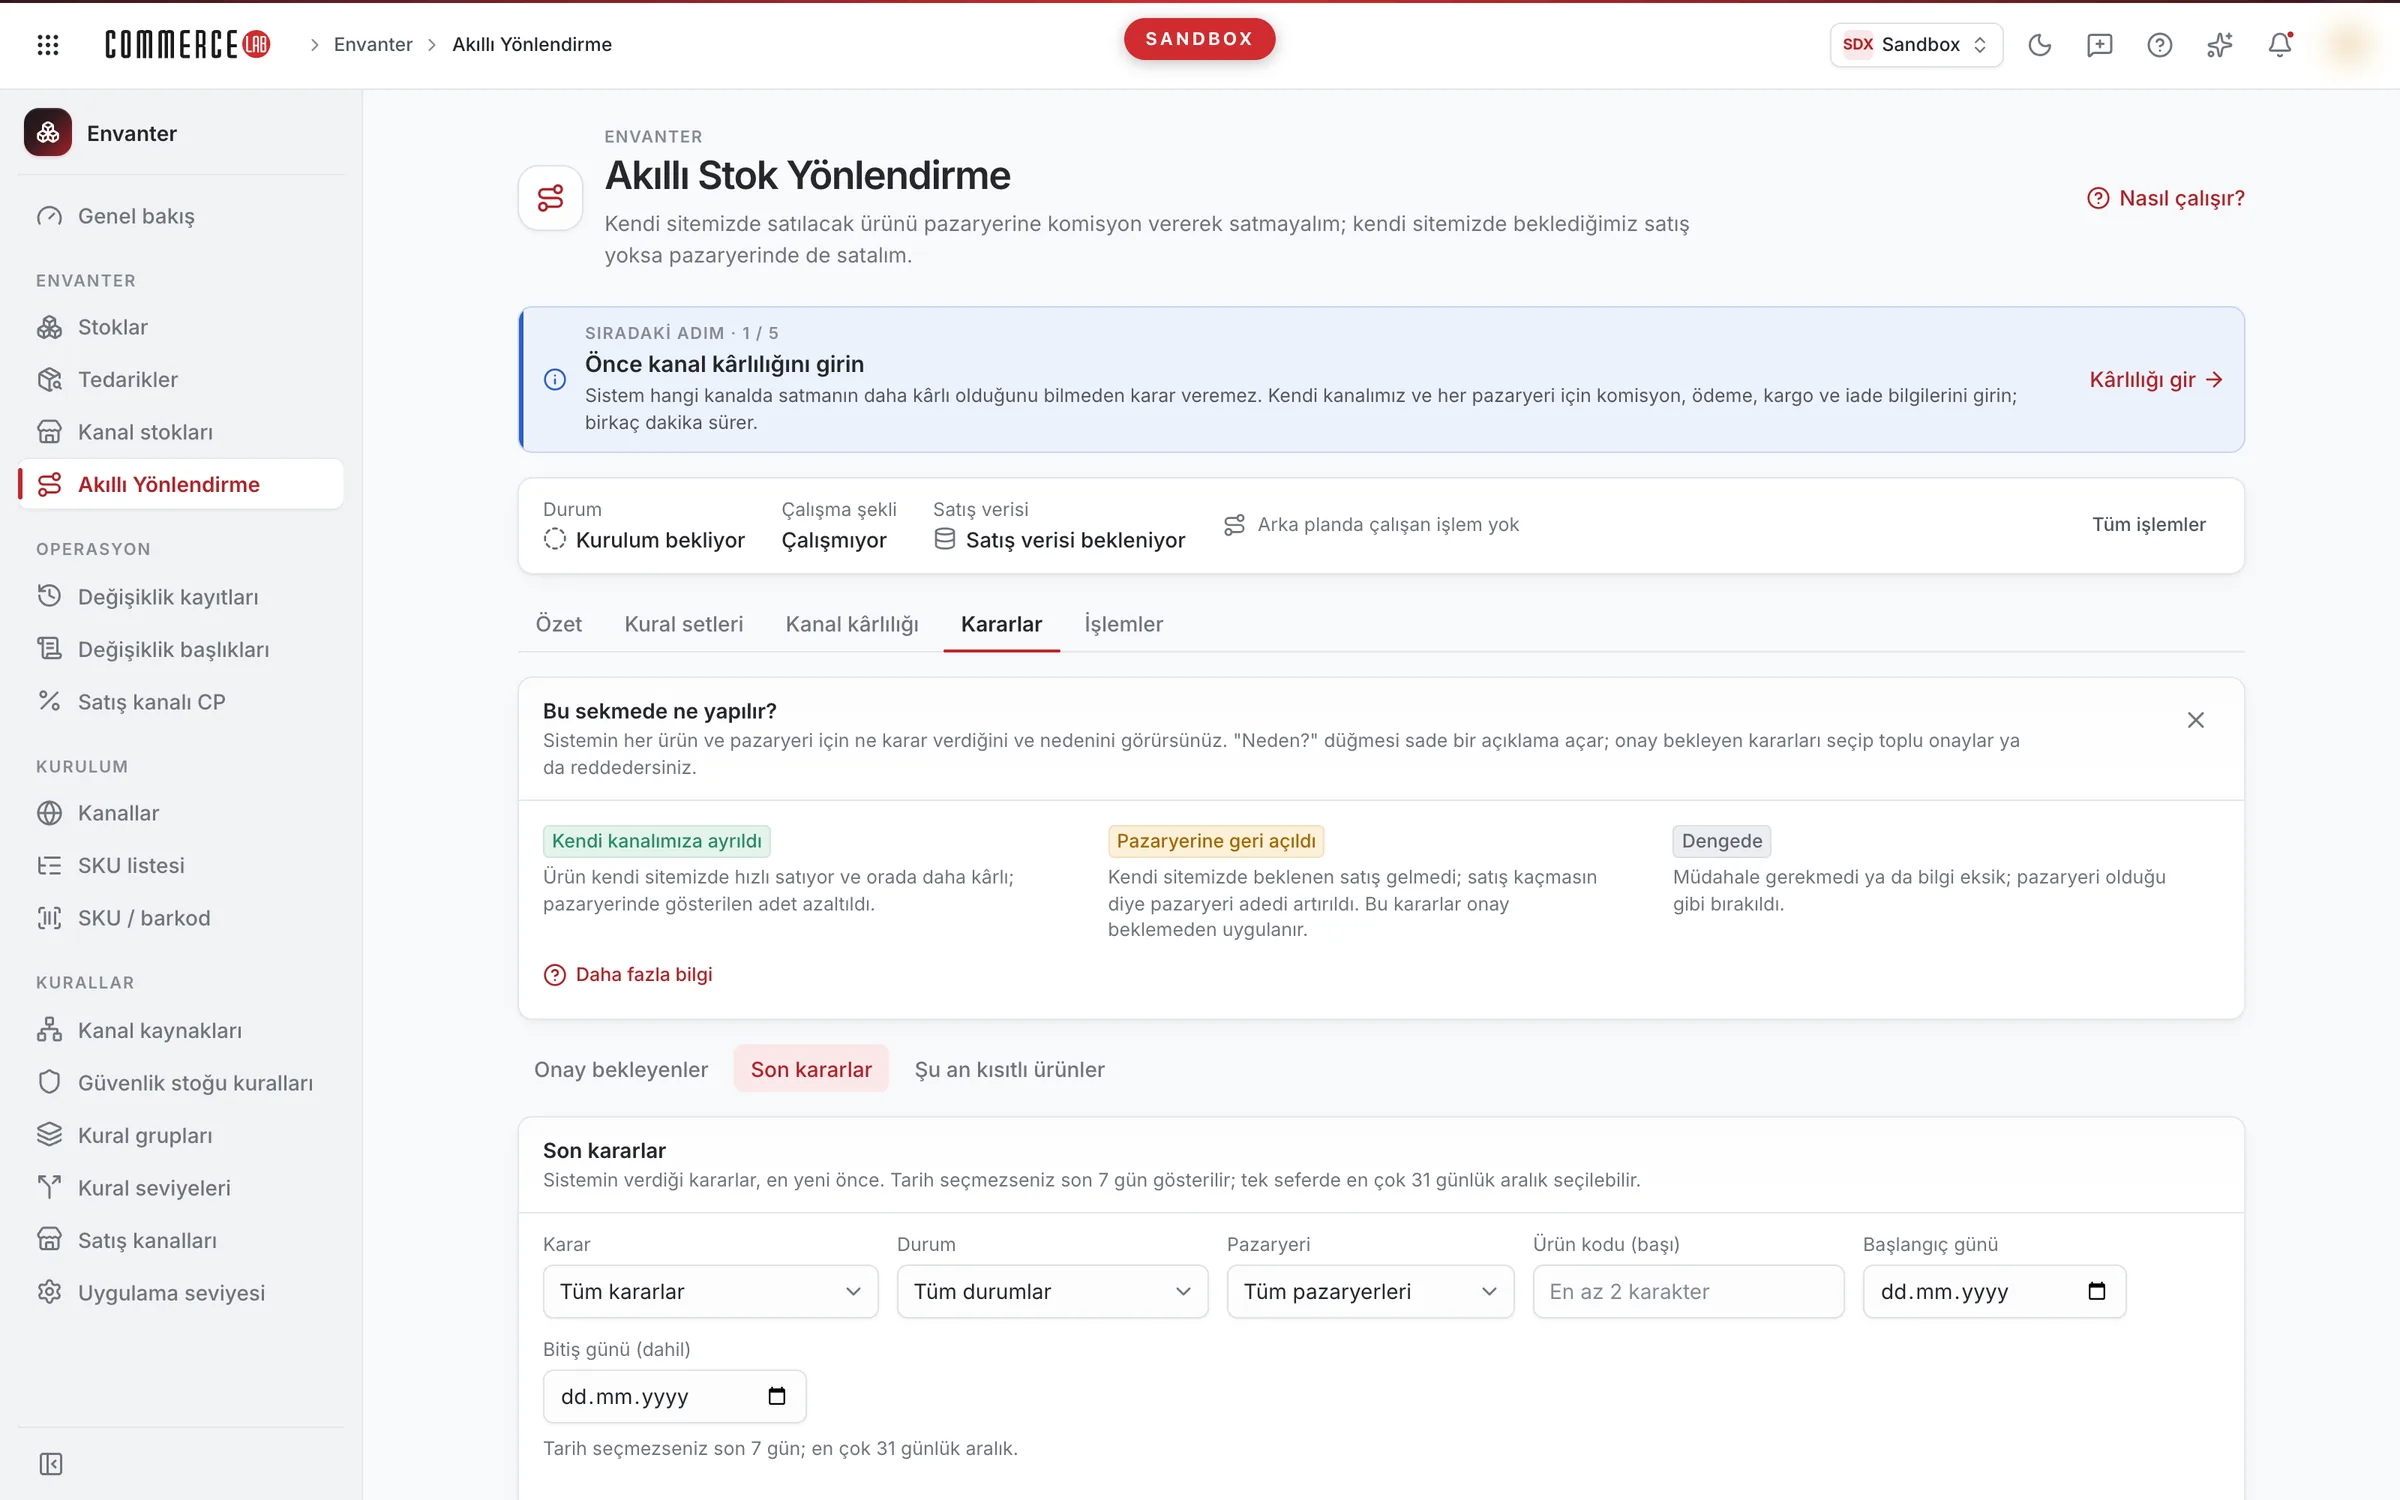 COMMERCE LAB
Envanter
Akıllı Yönlendirme
SANDBOX
SDX Sandbox
Envanter
Genel bakış
ENVANTER
Stoklar
Tedarikler
Kanal stokları
Akıllı Yönlendirme
OPERASYON
Değişiklik kayıtları
Değişiklik başlıkları
Satış kanalı CP
KURULUM
Kanallar
SKU listesi
SKU / barkod
KURALLAR
Kanal kaynakları
Güvenlik stoğu kuralları
Kural grupları
Kural seviyeleri
Satış kanalları
Uygulama seviyesi
ENVANTER
Akıllı Stok Yönlendirme
Kendi sitemizde satılacak ürünü pazaryerine komisyon vererek satmayalım; kendi sitemizde beklediğimiz satış
yoksa pazaryerinde de satalım.
Nasıl çalışır?
SIRADAKİ ADIM · 1 / 5
Önce kanal kârlılığını girin
Sistem hangi kanalda satmanın daha kârlı olduğunu bilmeden karar veremez. Kendi kanalımız ve her pazaryeri için komisyon, ödeme, kargo ve iade bilgilerini girin;
birkaç dakika sürer.
Kârlılığı gir
Durum
Kurulum bekliyor
Çalışma şekli
Çalışmıyor
Satış verisi
Satış verisi bekleniyor
Arka planda çalışan işlem yok
Tüm işlemler
Özet
Kural setleri
Kanal kârlılığı
Kararlar
İşlemler
Bu sekmede ne yapılır?
Sistemin her ürün ve pazaryeri için ne karar verdiğini ve nedenini görürsünüz. "Neden?" düğmesi sade bir açıklama açar; onay bekleyen kararları seçip toplu onaylar ya
da reddedersiniz.
Kendi kanalımıza ayrıldı
Ürün kendi sitemizde hızlı satıyor ve orada daha kârlı;
pazaryerinde gösterilen adet azaltıldı.
Pazaryerine geri açıldı
Kendi sitemizde beklenen satış gelmedi; satış kaçmasın
diye pazaryeri adedi artırıldı. Bu kararlar onay
beklemeden uygulanır.
Dengede
Müdahale gerekmedi ya da bilgi eksik; pazaryeri olduğu
gibi bırakıldı.
Daha fazla bilgi
Onay bekleyenler
Son kararlar
Şu an kısıtlı ürünler
Son kararlar
Sistemin verdiği kararlar, en yeni önce. Tarih seçmezseniz son 7 gün gösterilir; tek seferde en çok 31 günlük aralık seçilebilir.
Karar
Tüm kararlar
Durum
Tüm durumlar
Pazaryeri
Tüm pazaryerleri
Ürün kodu (başı)
En az 2 karakter
Başlangıç günü
dd.mm.yyyy
Bitiş günü (dahil)
dd.mm.yyyy
Tarih seçmezseniz son 7 gün; en çok 31 günlük aralık.